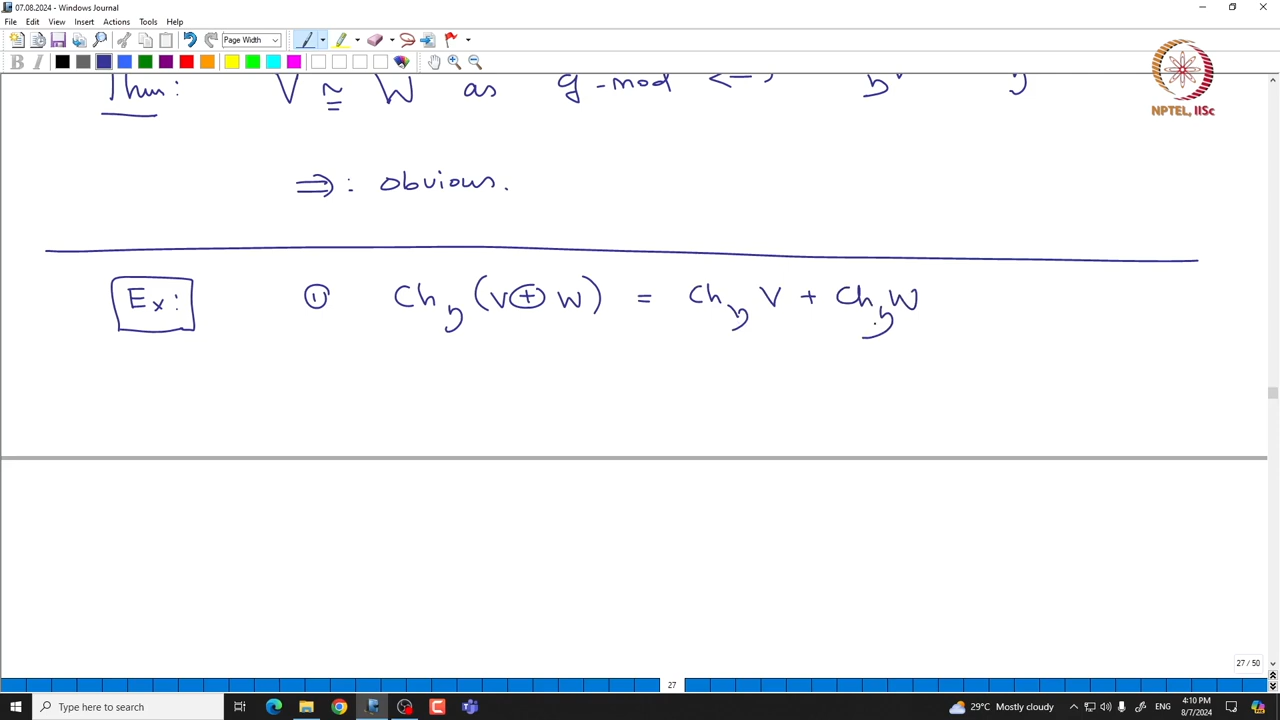 07.08.2024 - Windows Journal
File Edit View Insert Actions Tools Help
Page Width
B I
Thm: V ≅ W as g-mod
⇒: obvious.
Ex: ① Ch_h (V ⊕ W) = Ch_h V + Ch_h W
NPTEL, IISc
27 / 50
27
Type here to search
29°C Mostly cloudy
ENG
4:10 PM
8/7/2024